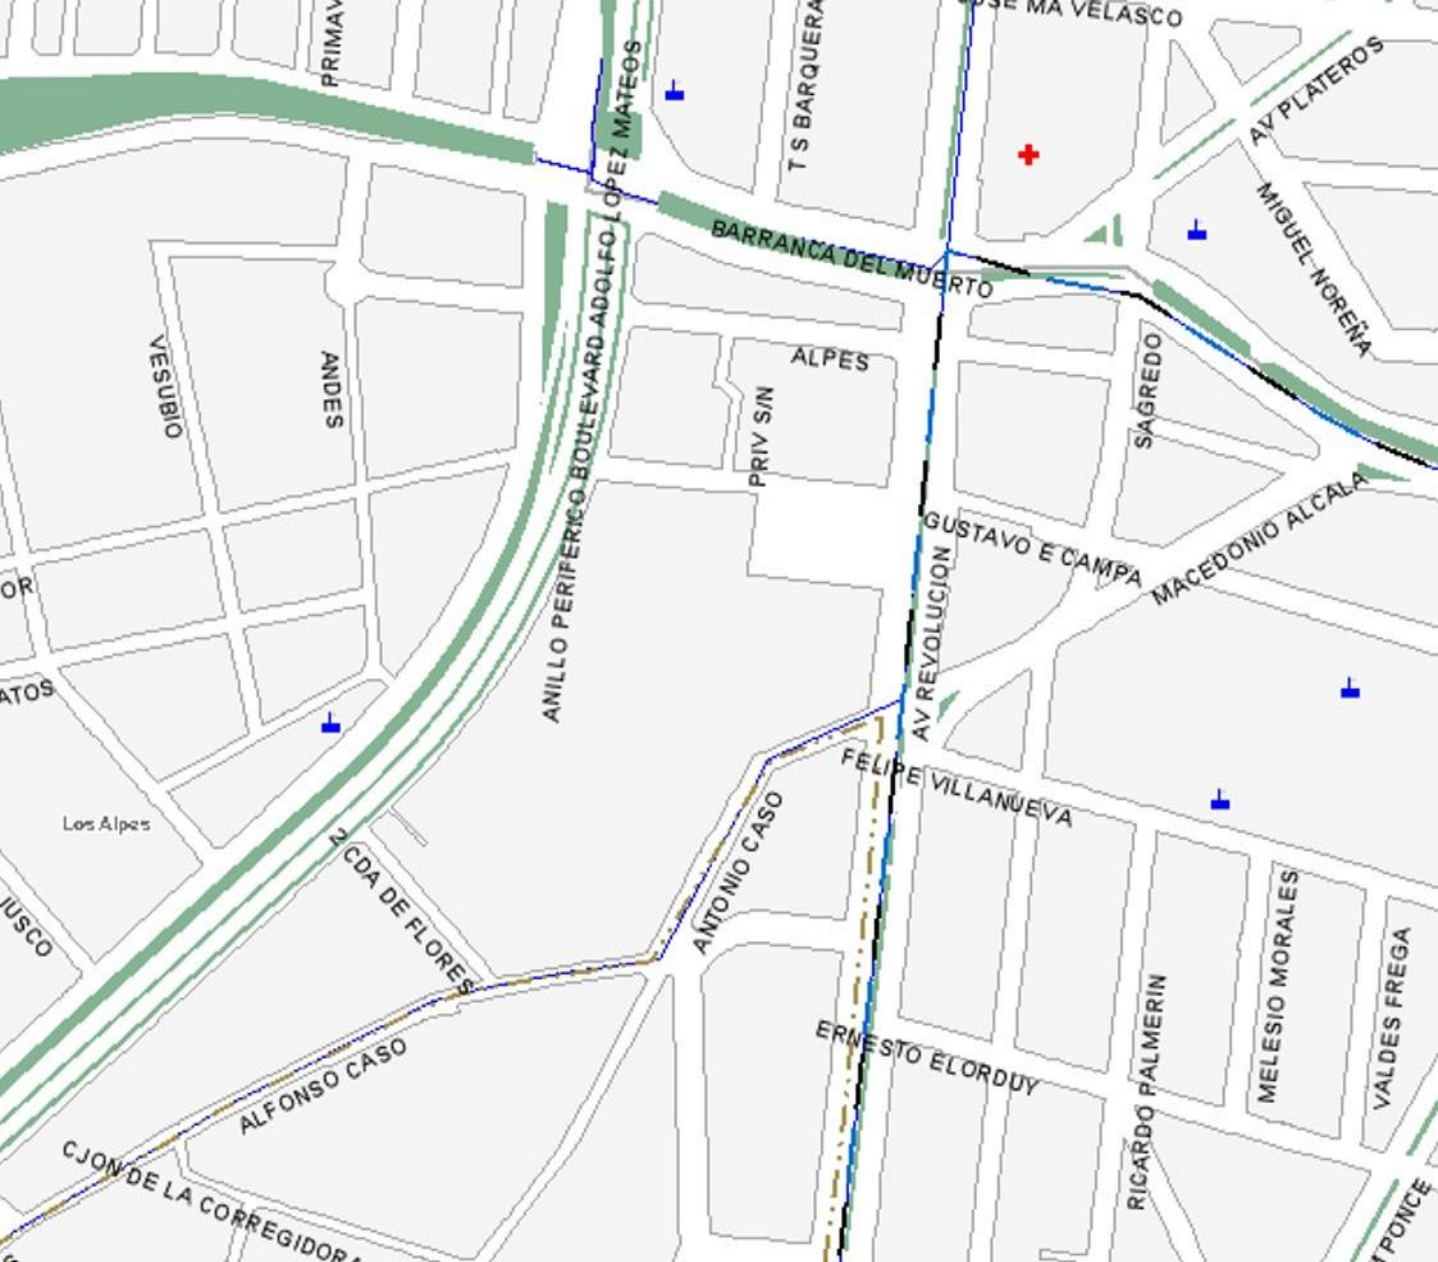 JOSE MA VELASCO
PRIMAV
T S BARQUERA
AV PLATEROS
MIGUEL NOREÑA
BARRANCA DEL MUERTO
ANILLO PERIFERICO BOULEVARD ADOLFO LOPEZ MATEOS
VESUBIO
ANDES
ALPES
PRIV S/N
SAGREDO
GUSTAVO E CAMPA
MACEDONIO ALCALA
AV REVOLUCION
OR
ATOS
FELIPE VILLANUEVA
Los Alpes
JUSCO
2 CDA DE FLORES
ANTONIO CASO
ALFONSO CASO
ERNESTO ELORDUY
RICARDO PALMERIN
MELESIO MORALES
VALDES FREGA
CJON DE LA CORREGIDORA
M PONCE